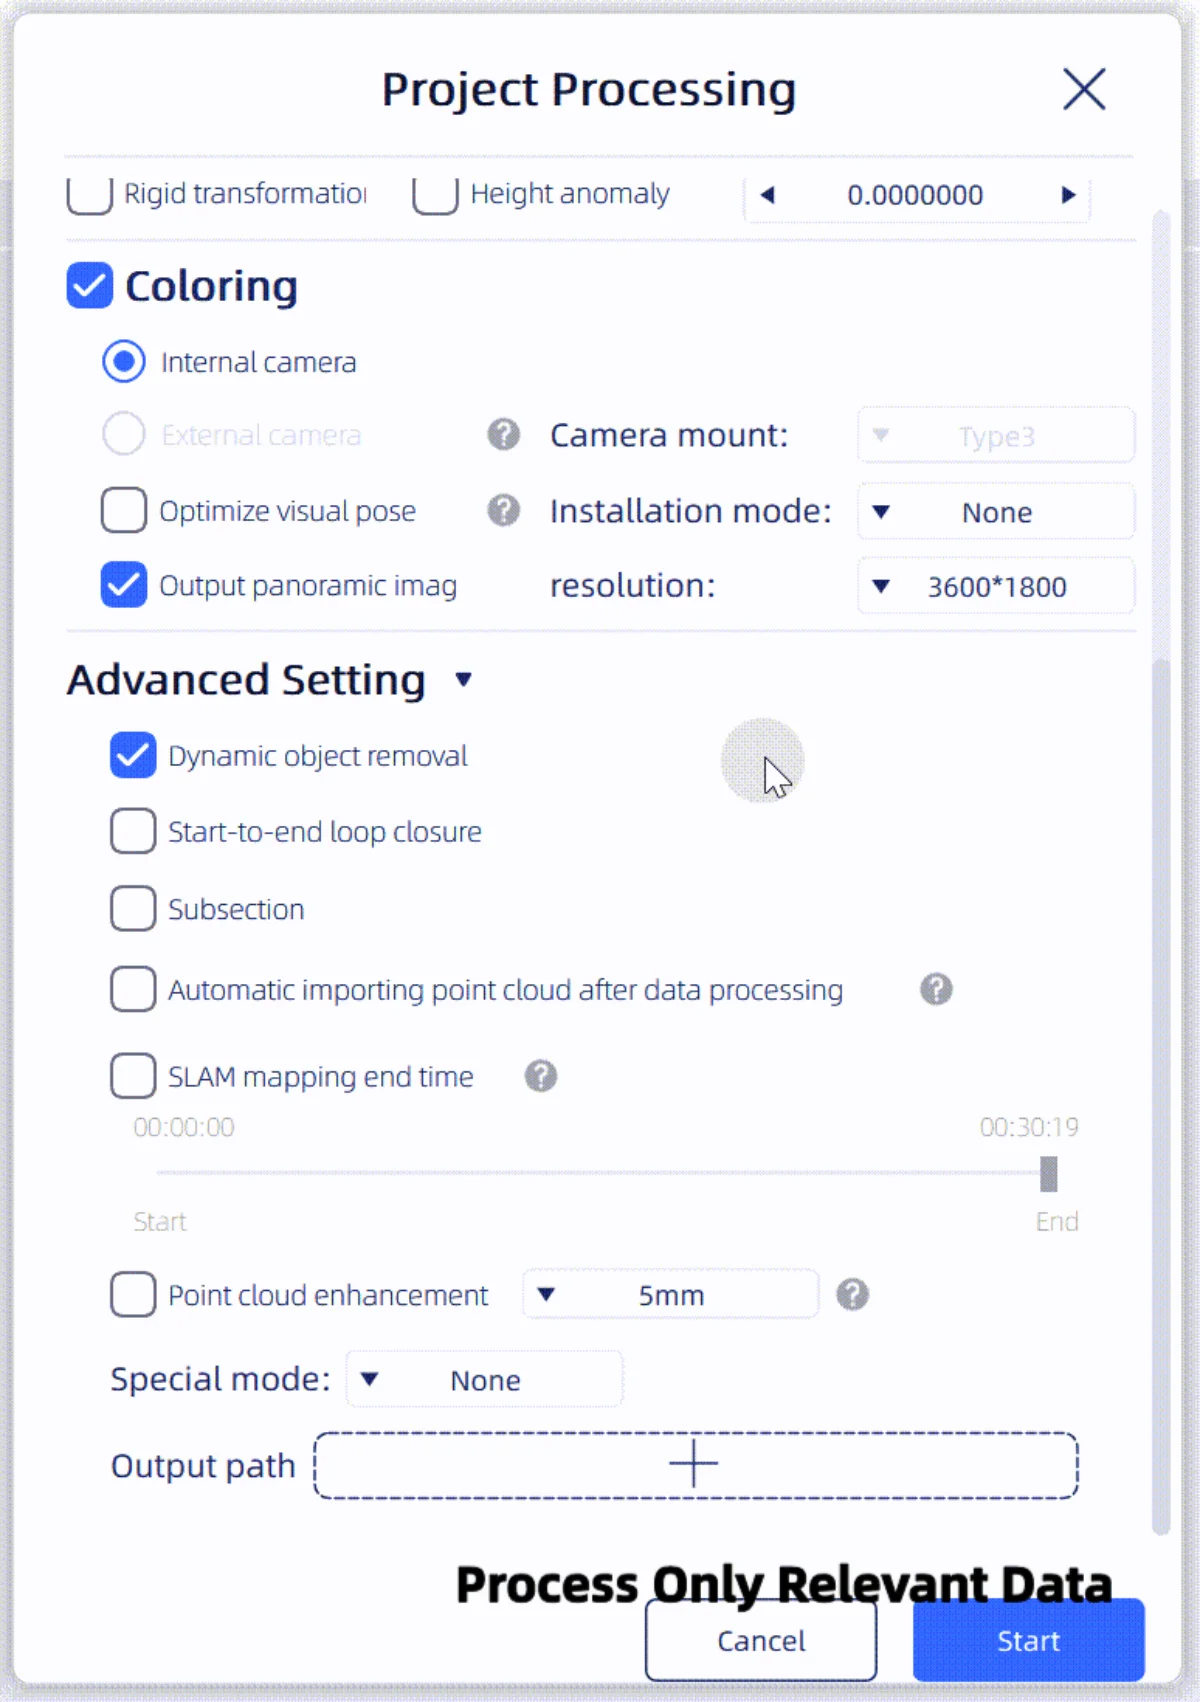 Project Processing
Rigid transformatio Height anomaly 0.0000000
Coloring
Internal camera
External camera ? Camera mount: Type3
Optimize visual pose ? Installation mode: None
Output panoramic imag resolution: 3600*1800
Advanced Setting
Dynamic object removal
Start-to-end loop closure
Subsection
Automatic importing point cloud after data processing ?
SLAM mapping end time ?
00:00:00 00:30:19
Start End
Point cloud enhancement 5mm ?
Special mode: None
Output path
Process Only Relevant Data
Cancel Start